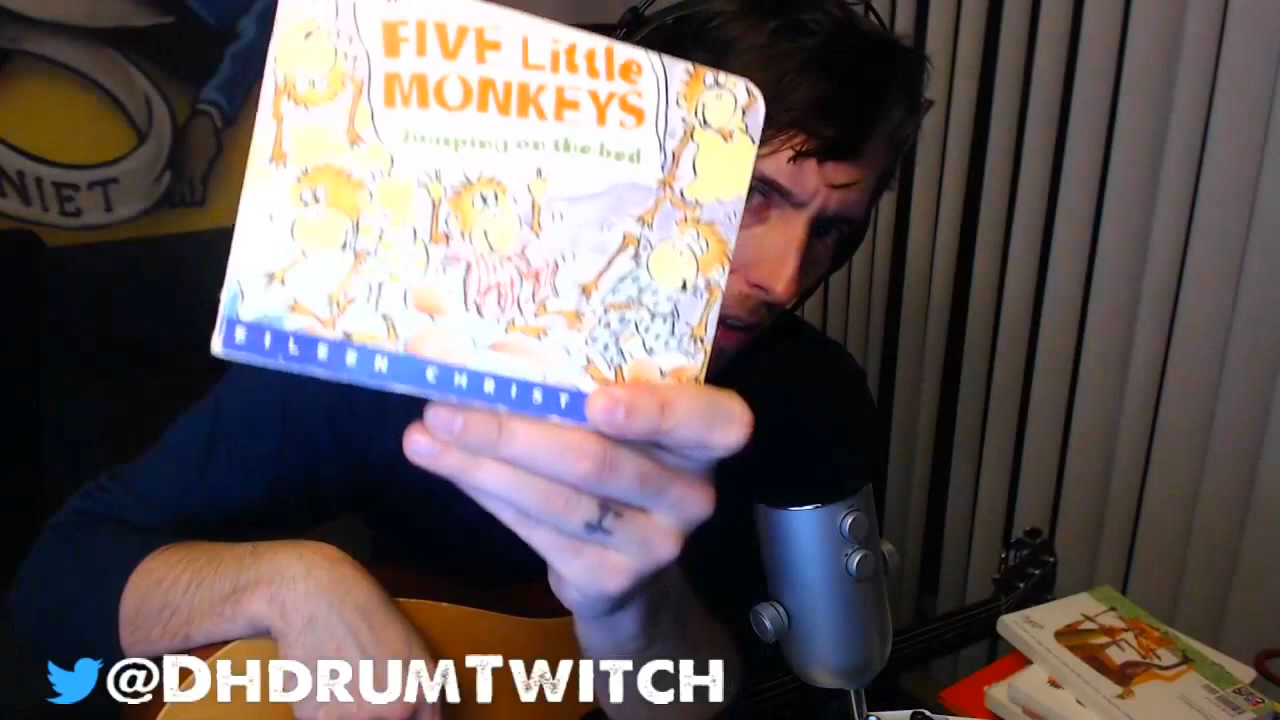 FIVE Little
MONKEYS
Jumping on the bed
NIET
EILEEN CHRIST
@DHDRUMTWITCH